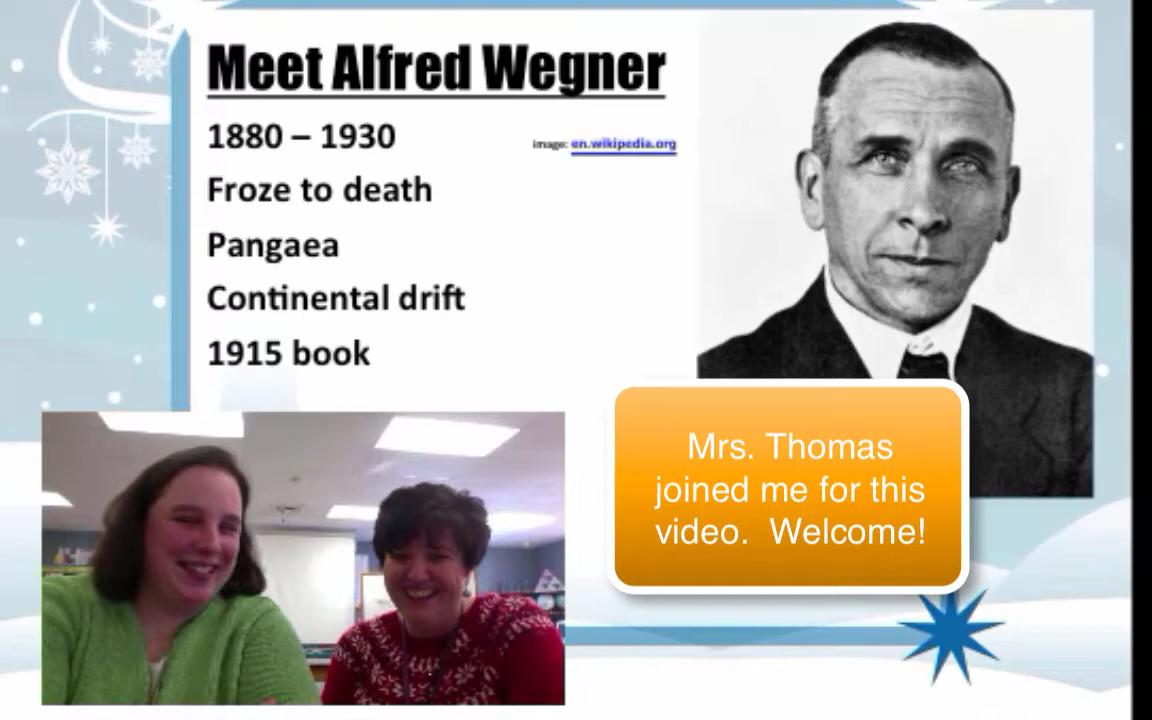 Meet Alfred Wegner
1880 – 1930
image: en.wikipedia.org
Froze to death
Pangaea
Continental drift
1915 book
Mrs. Thomas
joined me for this
video.  Welcome!